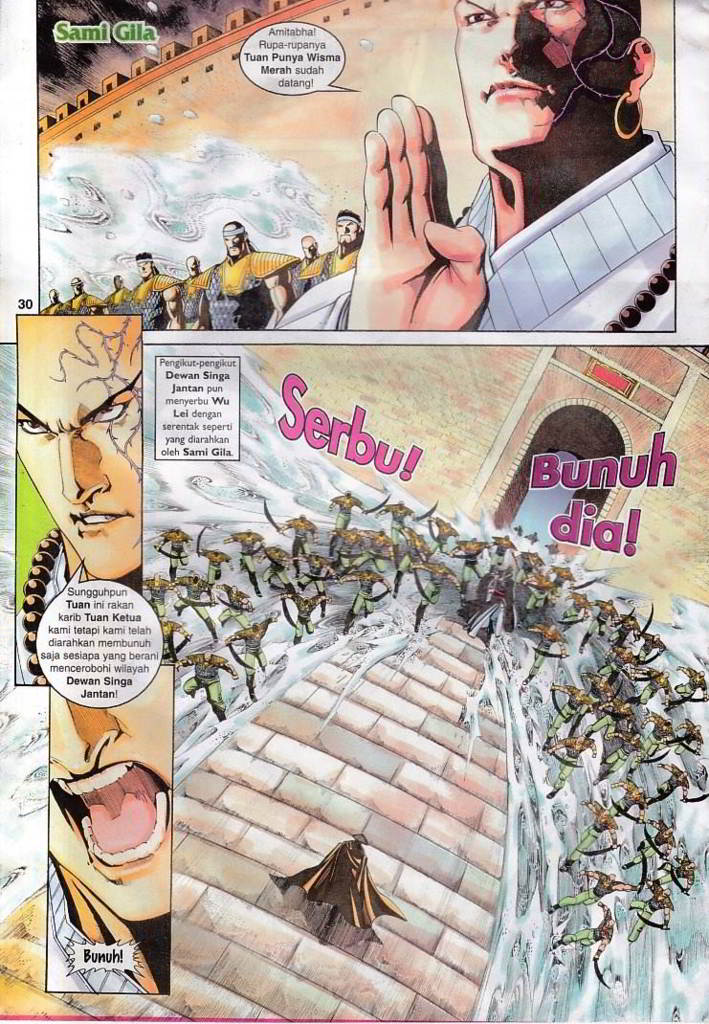 Sami Gila
Amitabha!
Rupa-rupanya
Tuan Punya Wisma
Merah sudah
datang!
30
Pengikut-pengikut
Dewan Singa
Jantan pun
menyerbu Wu
Lei dengan
serentak seperti
yang diarahkan
oleh Sami Gila.
Serbu!
Bunuh
dia!
Sungguhpun
Tuan ini rakan
karib Tuan Ketua
kami tetapi kami telah
diarahkan membunuh
saja sesiapa yang berani
mencerobohi wilayah
Dewan Singa
Jantan!
Bunuh!